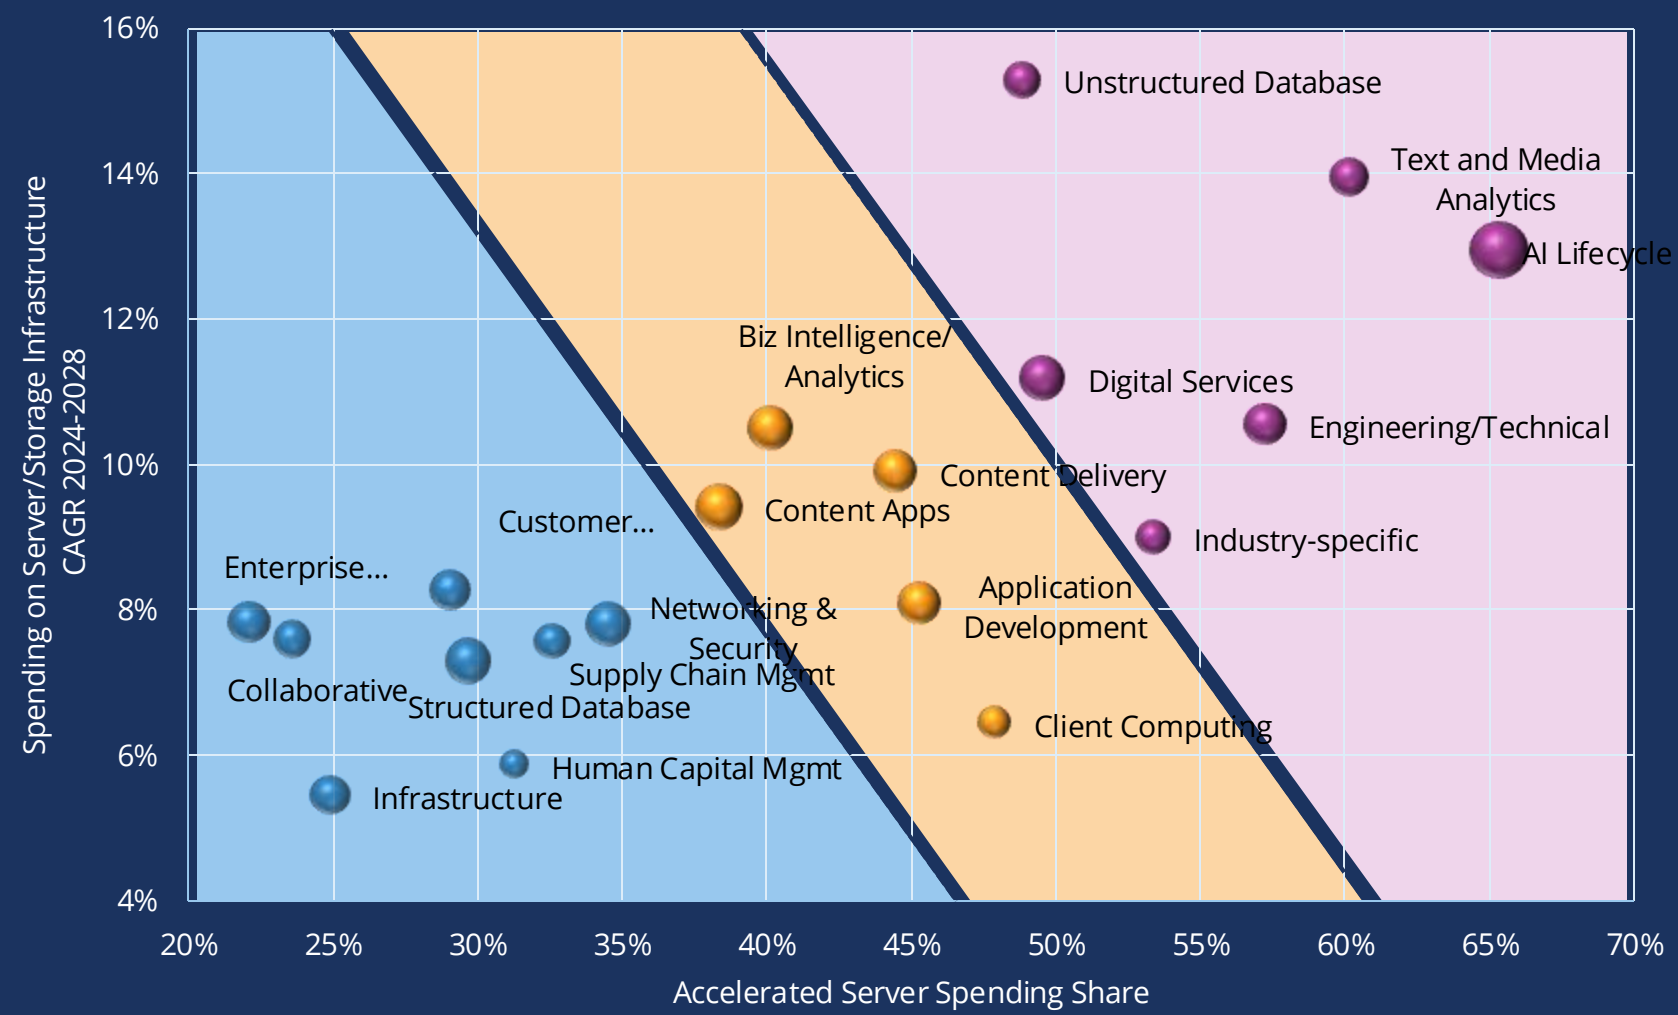 16%
14%
12%
10%
8%
6%
4%
Spending on Server/Storage Infrastructure
CAGR 2024-2028
Unstructured Database
Text and Media
Analytics
AI Lifecycle
Biz Intelligence/
Analytics
Digital Services
Engineering/Technical
Content Delivery
Content Apps
Customer...
Industry-specific
Enterprise...
Application
Development
Networking &
Security
Supply Chain Mgmt
Collaborative
Structured Database
Client Computing
Human Capital Mgmt
Infrastructure
20%
25%
30%
35%
40%
45%
50%
55%
60%
65%
70%
Accelerated Server Spending Share